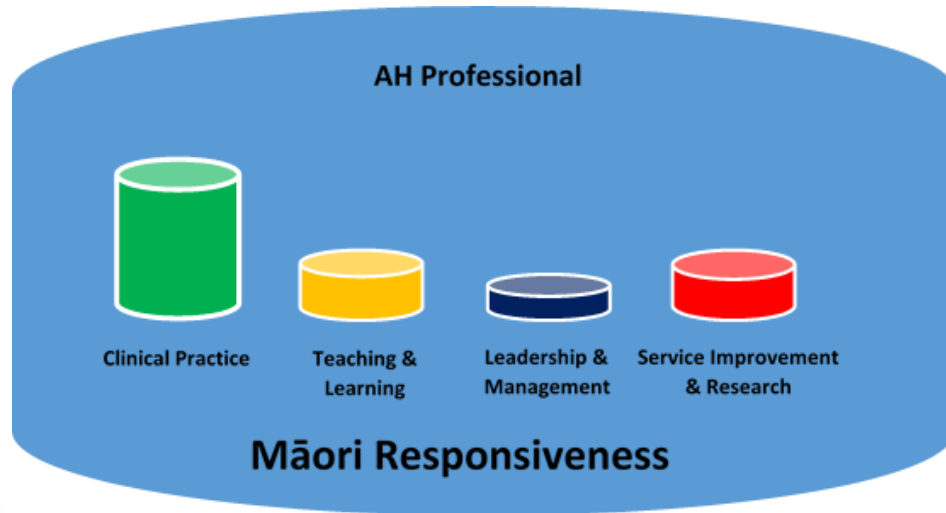 AH Professional
Clinical Practice
Teaching &
Learning
Leadership &
Management
Service Improvement
& Research
Māori Responsiveness